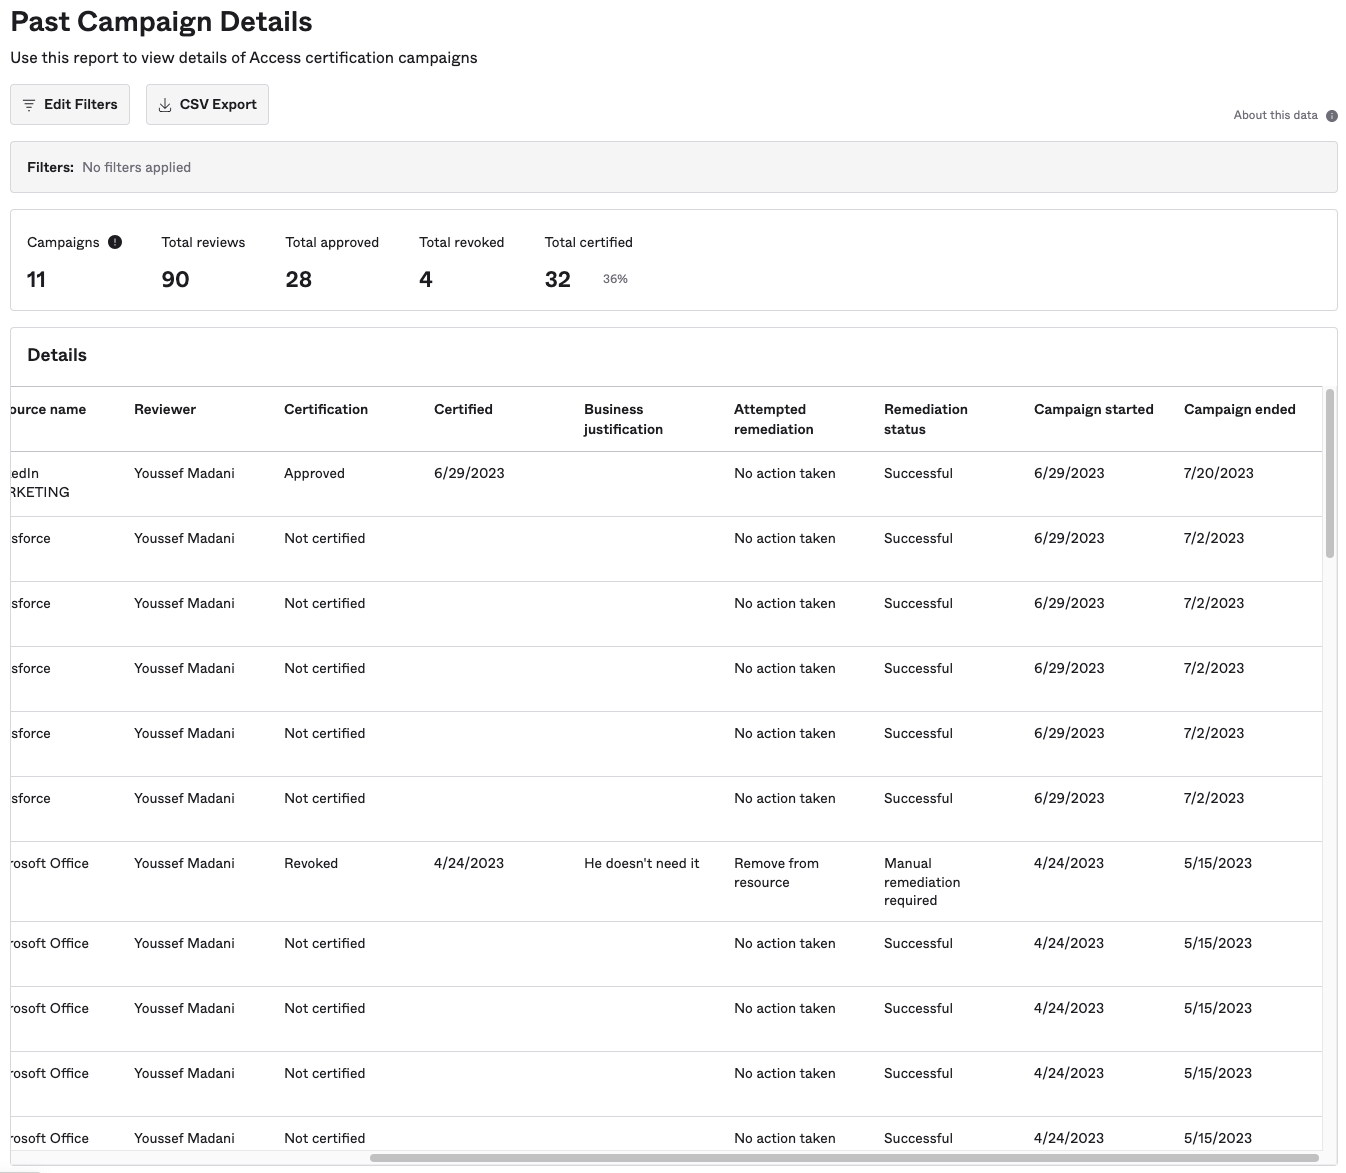 Past Campaign Details
Use this report to view details of Access certification campaigns
Edit Filters CSV Export
About this data
Filters: No filters applied
Campaigns Total reviews Total approved Total revoked Total certified
11 90 28 4 32 36%
Details
ource name Reviewer Certification Certified Business justification Attempted remediation Remediation status Campaign started Campaign ended
edIn Youssef Madani Approved 6/29/2023 No action taken Successful 6/29/2023 7/20/2023
RKETING
sforce Youssef Madani Not certified No action taken Successful 6/29/2023 7/2/2023
sforce Youssef Madani Not certified No action taken Successful 6/29/2023 7/2/2023
sforce Youssef Madani Not certified No action taken Successful 6/29/2023 7/2/2023
sforce Youssef Madani Not certified No action taken Successful 6/29/2023 7/2/2023
sforce Youssef Madani Not certified No action taken Successful 6/29/2023 7/2/2023
rosoft Office Youssef Madani Revoked 4/24/2023 He doesn't need it Remove from resource Manual remediation required 4/24/2023 5/15/2023
rosoft Office Youssef Madani Not certified No action taken Successful 4/24/2023 5/15/2023
rosoft Office Youssef Madani Not certified No action taken Successful 4/24/2023 5/15/2023
rosoft Office Youssef Madani Not certified No action taken Successful 4/24/2023 5/15/2023
rosoft Office Youssef Madani Not certified No action taken Successful 4/24/2023 5/15/2023